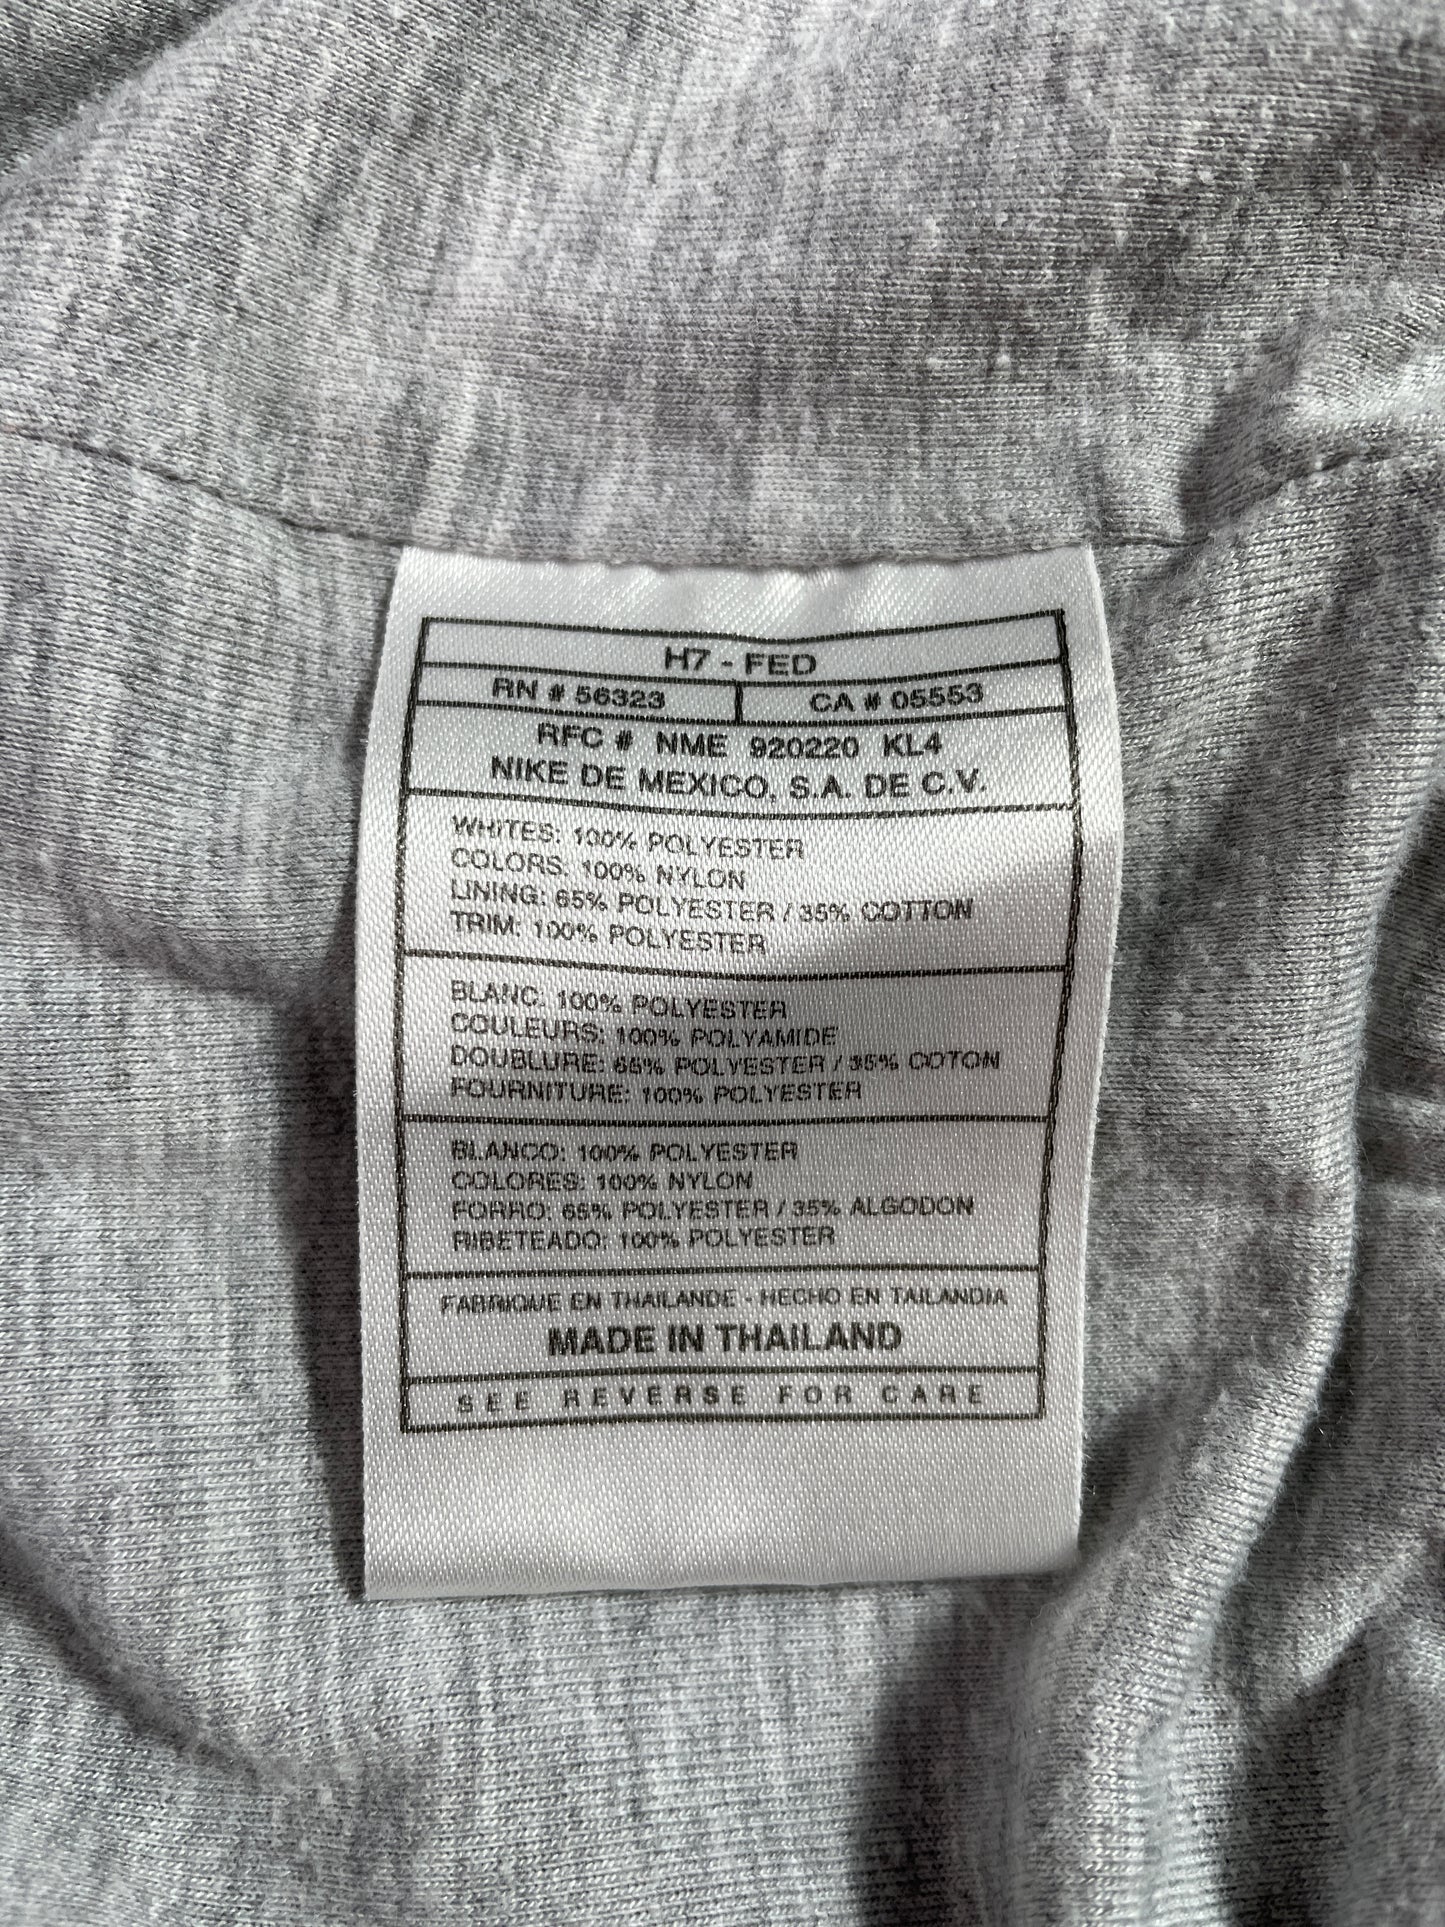 H7 - FED
RN # 56323 CA # 05553
RFC # NME 920220 KL4
NIKE DE MEXICO, S.A. DE C.V.
WHITES: 100% POLYESTER
COLORS: 100% NYLON
LINING: 65% POLYESTER / 35% COTTON
TRIM: 100% POLYESTER
BLANC: 100% POLYESTER
COULEURS: 100% POLYAMIDE
DOUBLURE: 65% POLYESTER / 35% COTON
FOURNITURE: 100% POLYESTER
BLANCO: 100% POLYESTER
COLORES: 100% NYLON
FORRO: 65% POLYESTER / 35% ALGODON
RIBETEADO: 100% POLYESTER
FABRIQUE EN THAILANDE - HECHO EN TAILANDIA
MADE IN THAILAND
SEE REVERSE FOR CARE